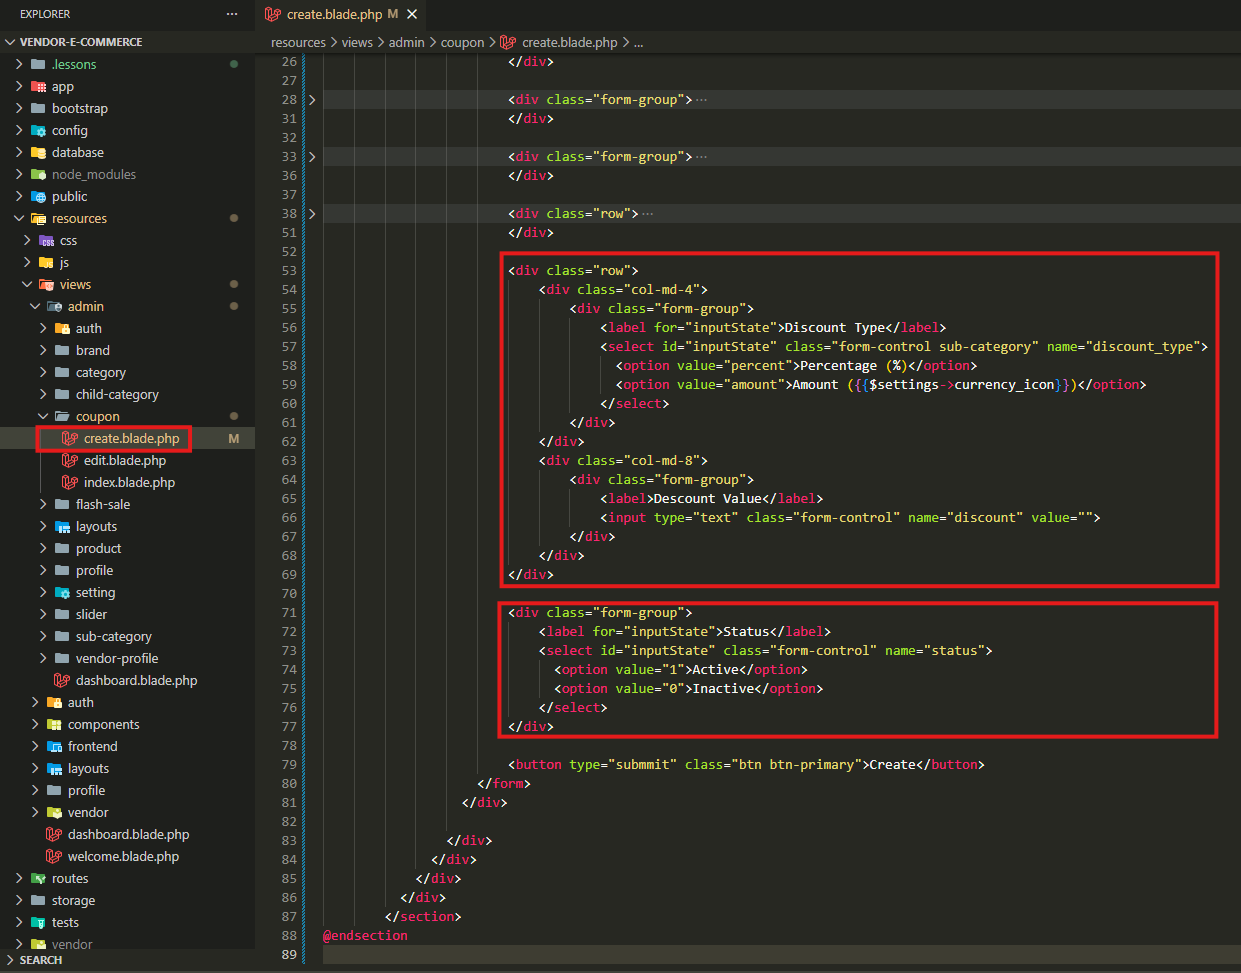 EXPLORER ...
VENDOR-E-COMMERCE
.lessons
app
bootstrap
config
database
node_modules
public
resources
css
js
views
admin
auth
brand
category
child-category
coupon
create.blade.php M
edit.blade.php
index.blade.php
flash-sale
layouts
product
profile
setting
slider
sub-category
vendor-profile
dashboard.blade.php
auth
components
frontend
layouts
profile
vendor
dashboard.blade.php
welcome.blade.php
routes
storage
tests
vendor
SEARCH
create.blade.php M
resources > views > admin > coupon > create.blade.php > ...
26 </div>
27
28 <div class="form-group"> ...
31 </div>
32
33 <div class="form-group"> ...
36 </div>
37
38 <div class="row"> ...
51 </div>
52
53 <div class="row">
54 <div class="col-md-4">
55 <div class="form-group">
56 <label for="inputState">Discount Type</label>
57 <select id="inputState" class="form-control sub-category" name="discount_type">
58 <option value="percent">Percentage (%)</option>
59 <option value="amount">Amount ({{$settings->currency_icon}})</option>
60 </select>
61 </div>
62 </div>
63 <div class="col-md-8">
64 <div class="form-group">
65 <label>Descount Value</label>
66 <input type="text" class="form-control" name="discount" value="">
67 </div>
68 </div>
69 </div>
70
71 <div class="form-group">
72 <label for="inputState">Status</label>
73 <select id="inputState" class="form-control" name="status">
74 <option value="1">Active</option>
75 <option value="0">Inactive</option>
76 </select>
77 </div>
78
79 <button type="submmit" class="btn btn-primary">Create</button>
80 </form>
81 </div>
82
83 </div>
84 </div>
85 </div>
86 </div>
87 </section>
88 @endsection
89